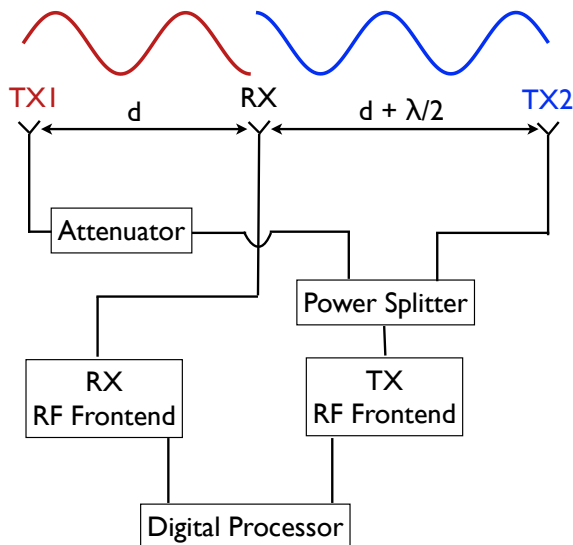 TX1
RX
TX2
d
d + λ/2
Attenuator
Power Splitter
RX
RF Frontend
TX
RF Frontend
Digital Processor